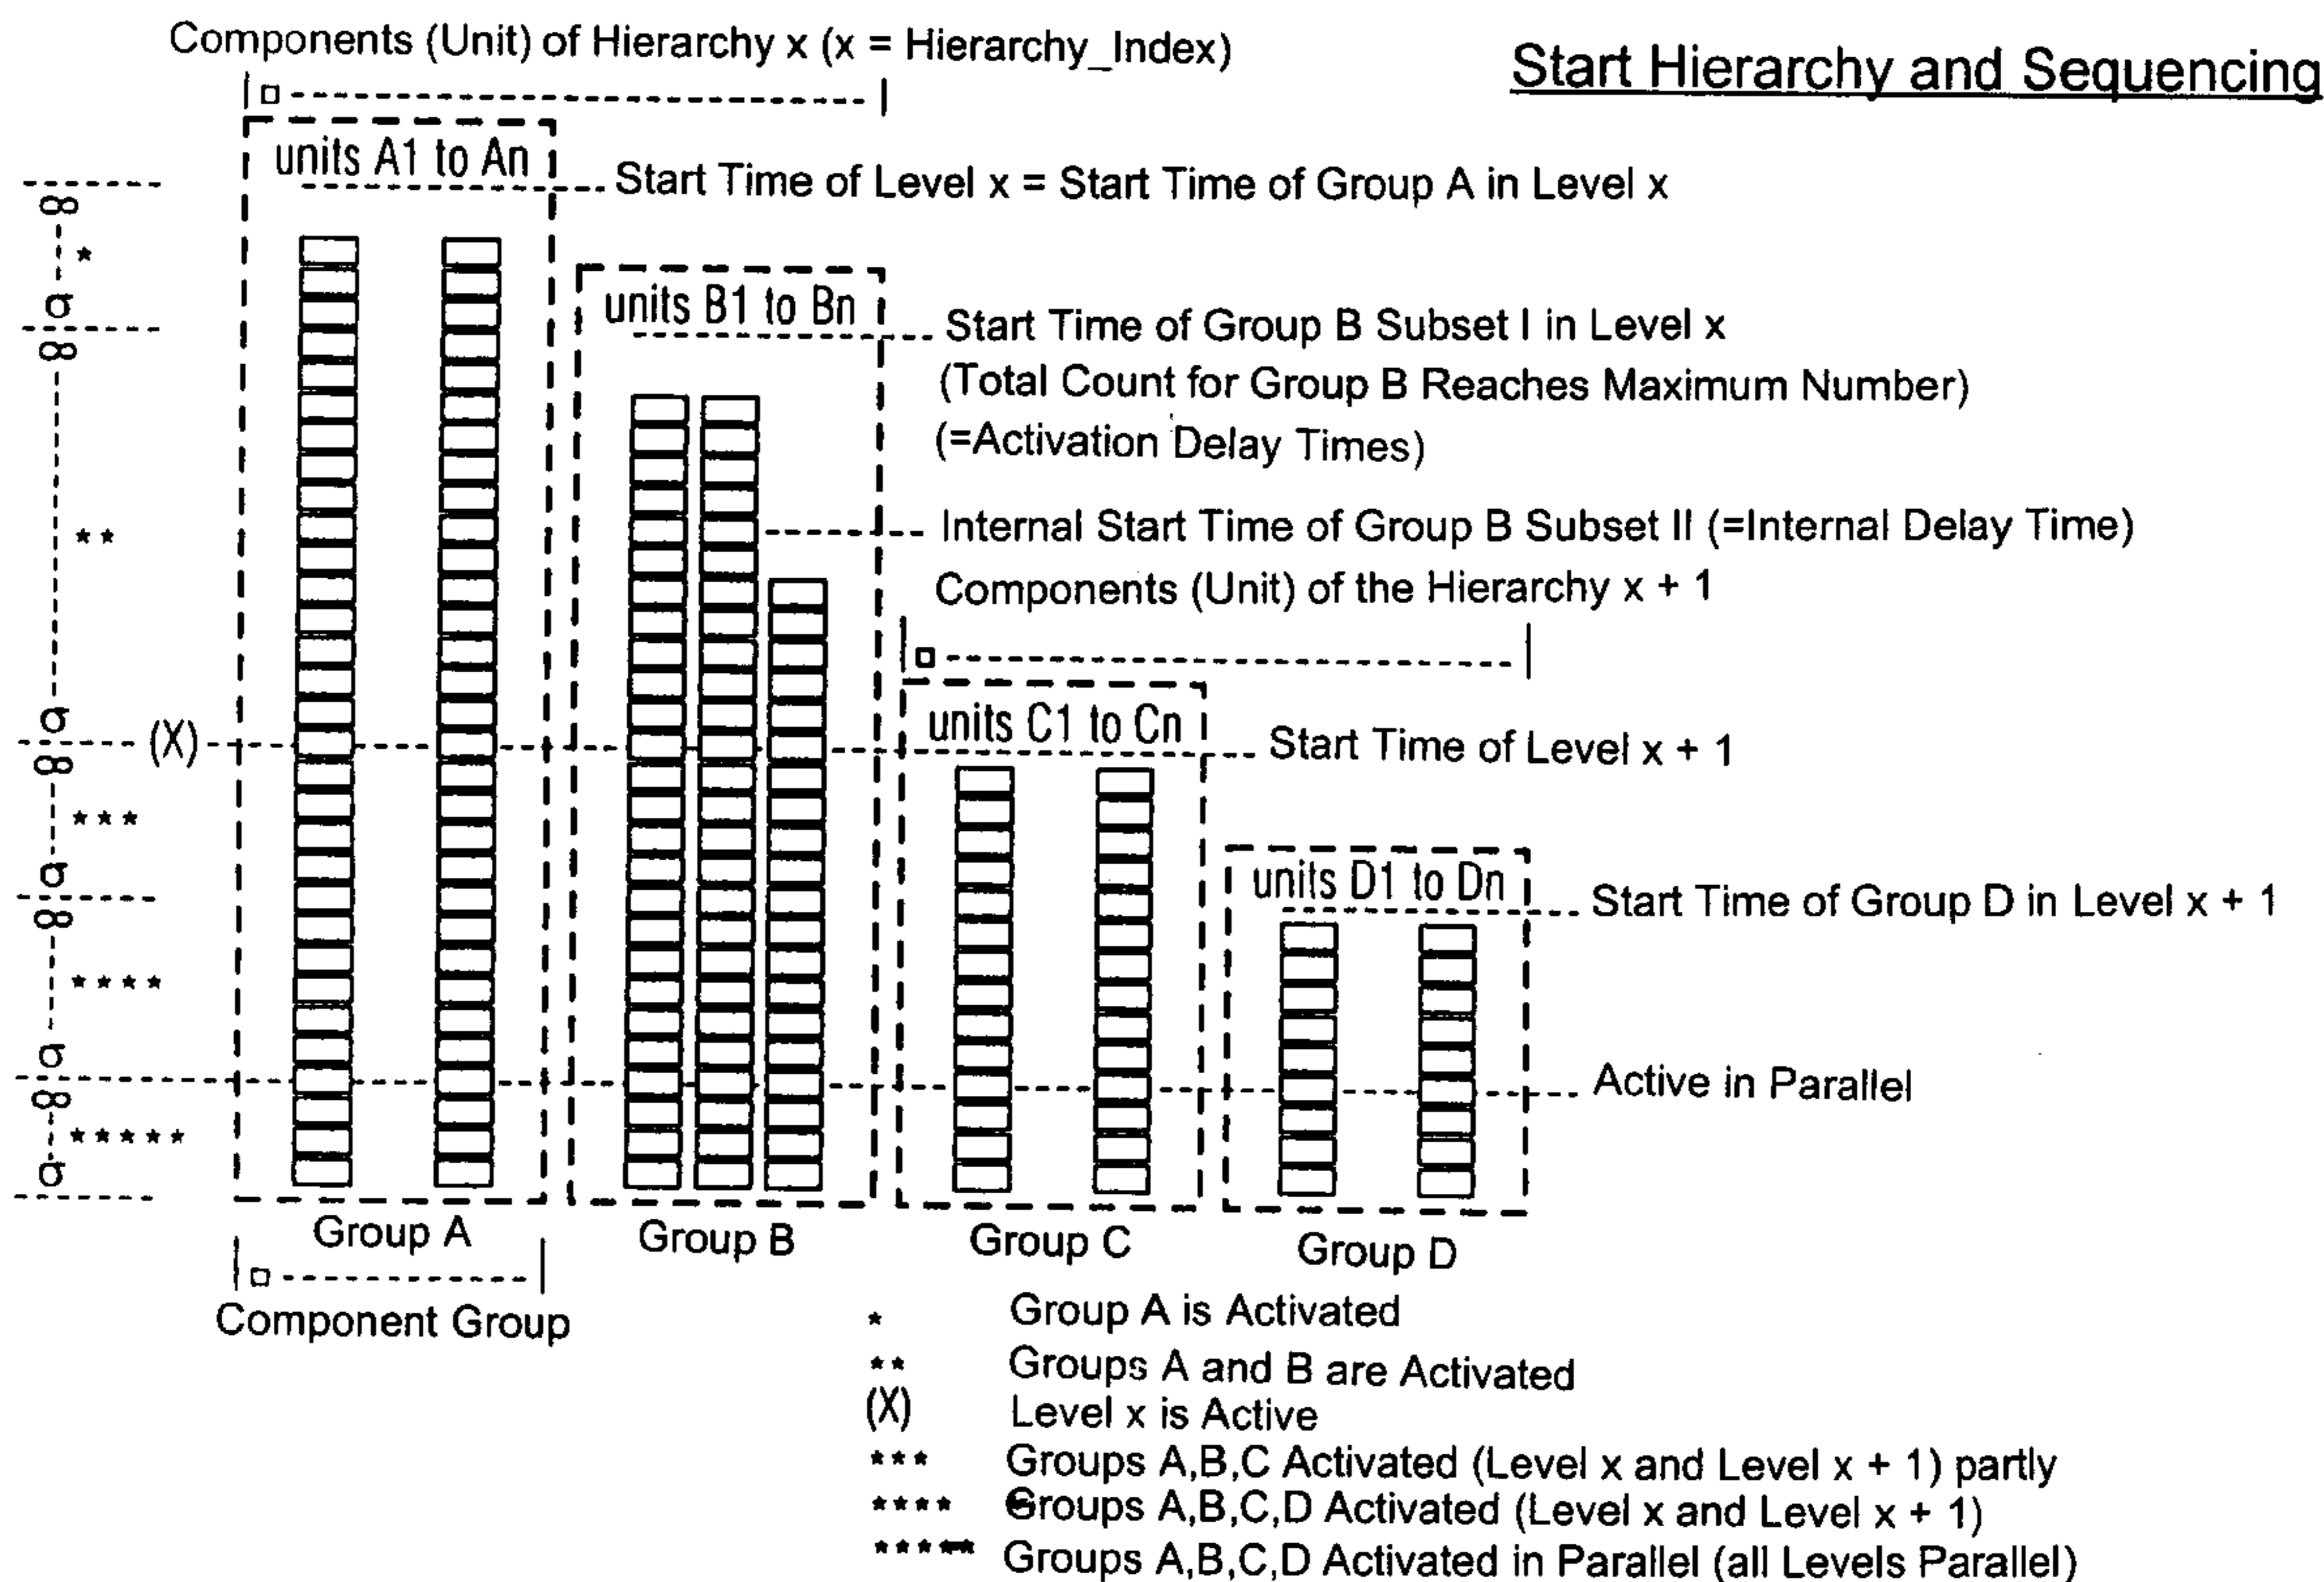 Components (Unit) of Hierarchy x (x = Hierarchy_Index)
Start Hierarchy and Sequencing
units A1 to An
Start Time of Level x = Start Time of Group A in Level x
*
units B1 to Bn
Start Time of Group B Subset I in Level x
(Total Count for Group B Reaches Maximum Number)
(=Activation Delay Times)
**
Internal Start Time of Group B Subset II (=Internal Delay Time)
Components (Unit) of the Hierarchy x + 1
units C1 to Cn
(X)
Start Time of Level x + 1
***
units D1 to Dn
Start Time of Group D in Level x + 1
****
Active in Parallel
*****
Group A
Group B
Group C
Group D
Component Group
* Group A is Activated
** Groups A and B are Activated
(X) Level x is Active
*** Groups A,B,C Activated (Level x and Level x + 1) partly
**** Groups A,B,C,D Activated (Level x and Level x + 1)
***** Groups A,B,C,D Activated in Parallel (all Levels Parallel)